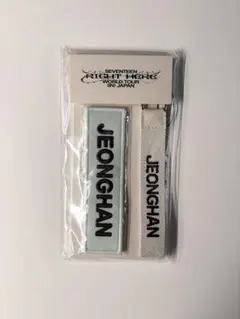 SEVENTEEN
RIGHT HERE
WORLD TOUR
IN JAPAN
JEONGHAN
JEONGHAN